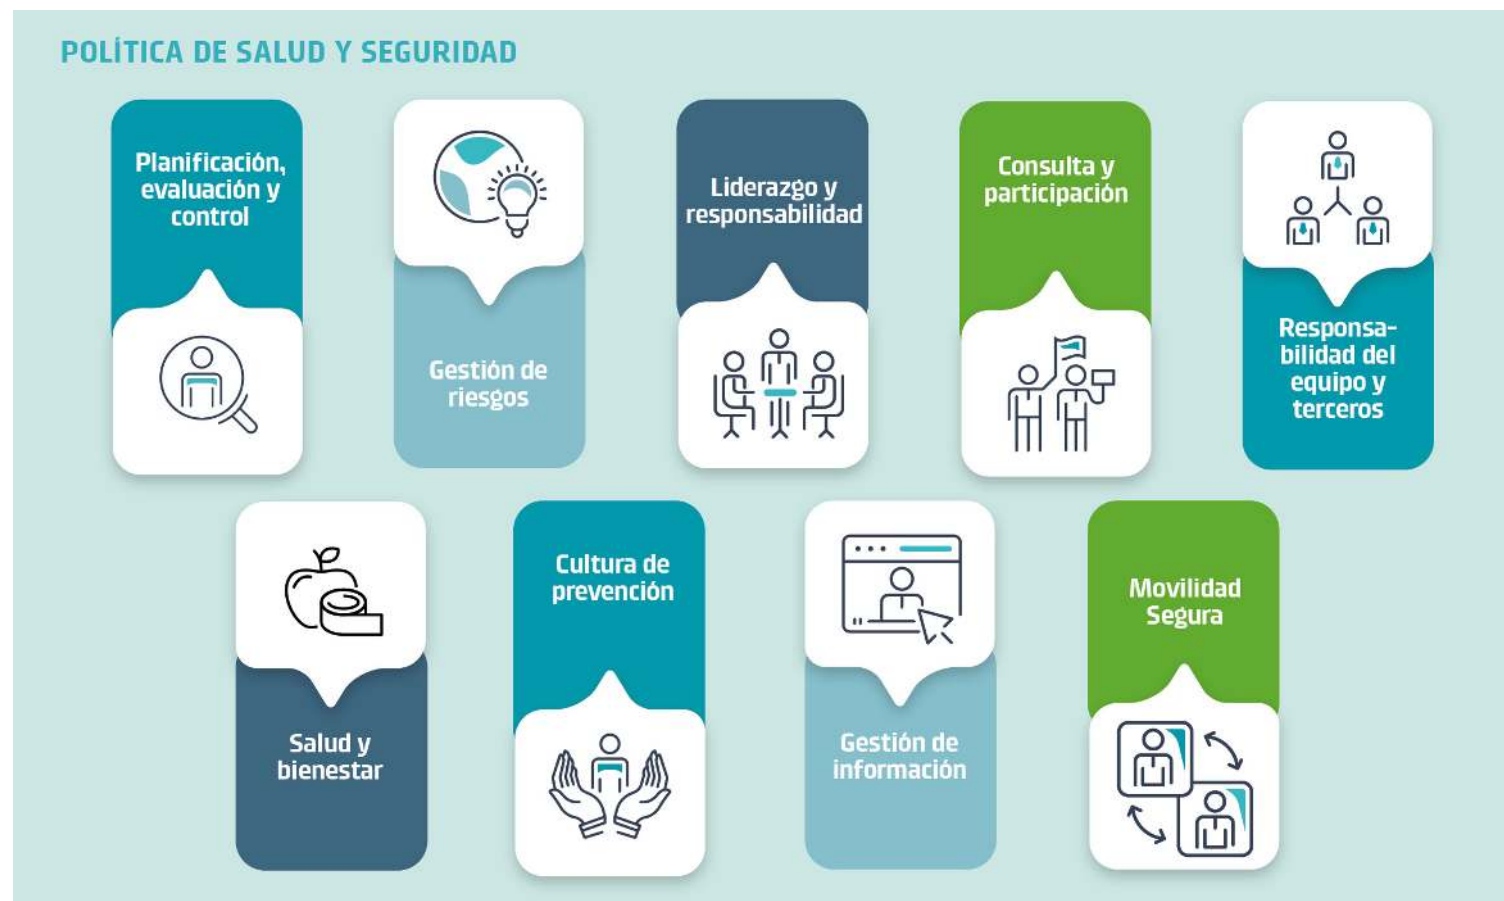 POLÍTICA DE SALUD Y SEGURIDAD
Planificación,
evaluación y
control
Gestión de
riesgos
Liderazgo y
responsabilidad
Consulta y
participación
Responsa-
bilidad del
equipo y
terceros
Salud y
bienestar
Cultura de
prevención
Gestión de
información
Movilidad
Segura